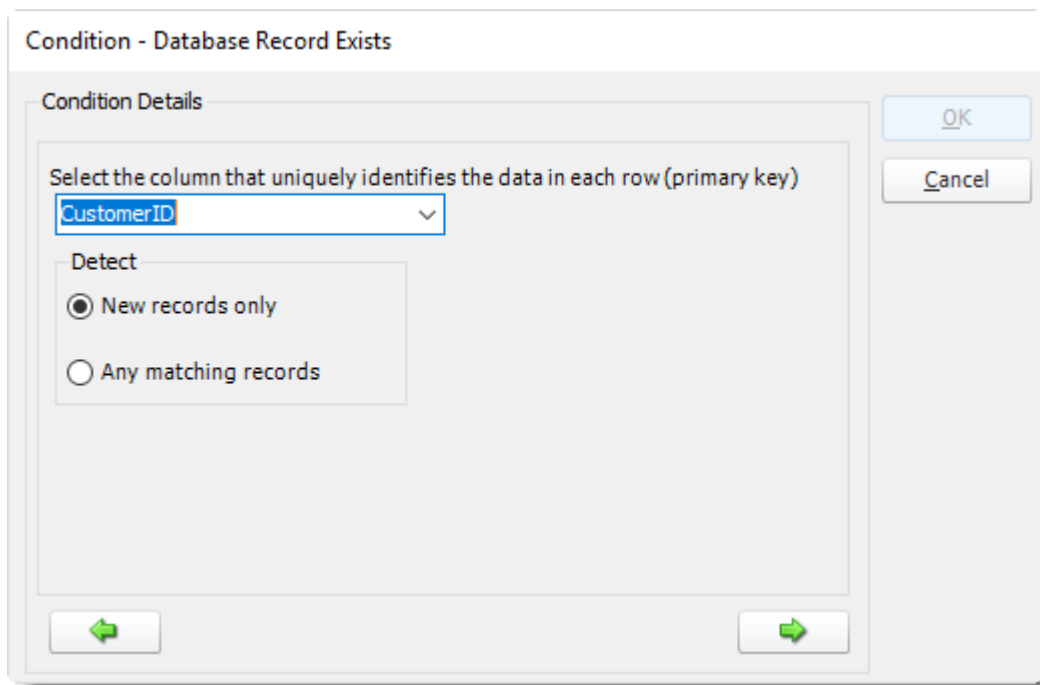 Condition - Database Record Exists
Condition Details
OK
Cancel
Select the column that uniquely identifies the data in each row (primary key)
CustomerID
Detect
New records only
Any matching records